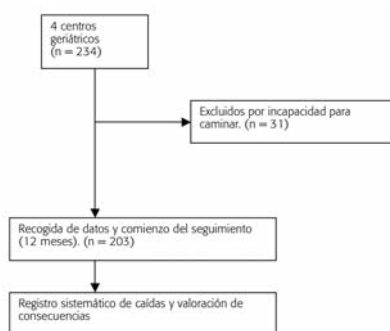 4 centros
geriátricos
(n = 234)
Excluidos por incapacidad para
caminar. (n = 31)
Recogida de datos y comienzo del seguimiento
(12 meses). (n = 203)
Registro sistemático de caídas y valoración de
consecuencias